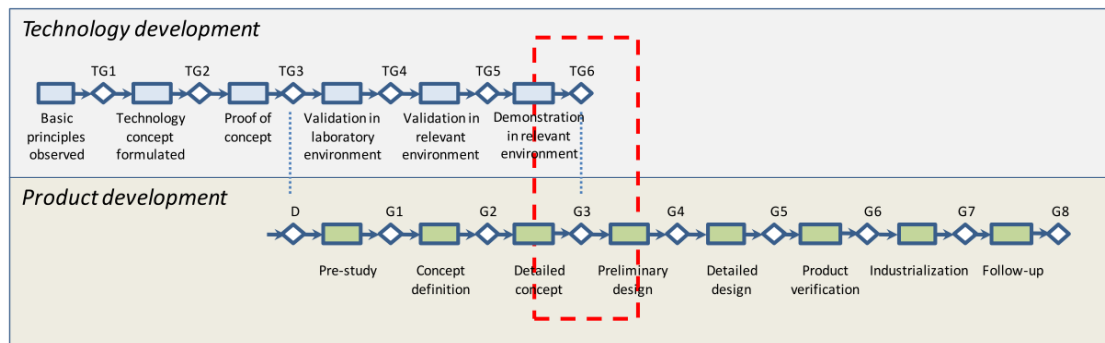 Technology development
TG1 TG2 TG3 TG4 TG5 TG6
Basic principles observed
Technology concept formulated
Proof of concept
Validation in laboratory environment
Validation in relevant environment
Demonstration in relevant environment
Product development
D G1 G2 G3 G4 G5 G6 G7 G8
Pre-study
Concept definition
Detailed concept
Preliminary design
Detailed design
Product verification
Industrialization
Follow-up